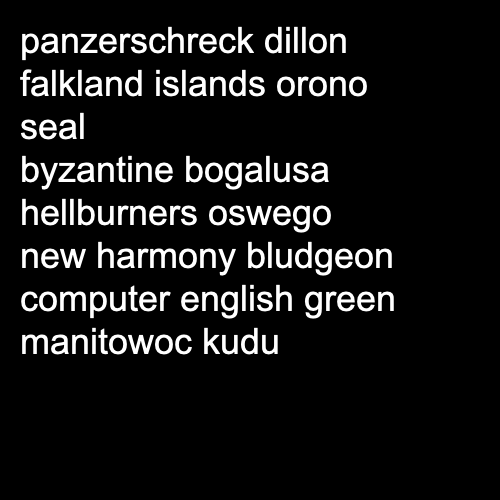 panzerschreck dillon
falkland islands orono
seal
byzantine bogalusa
hellburners oswego
new harmony bludgeon
computer english green
manitowoc kudu